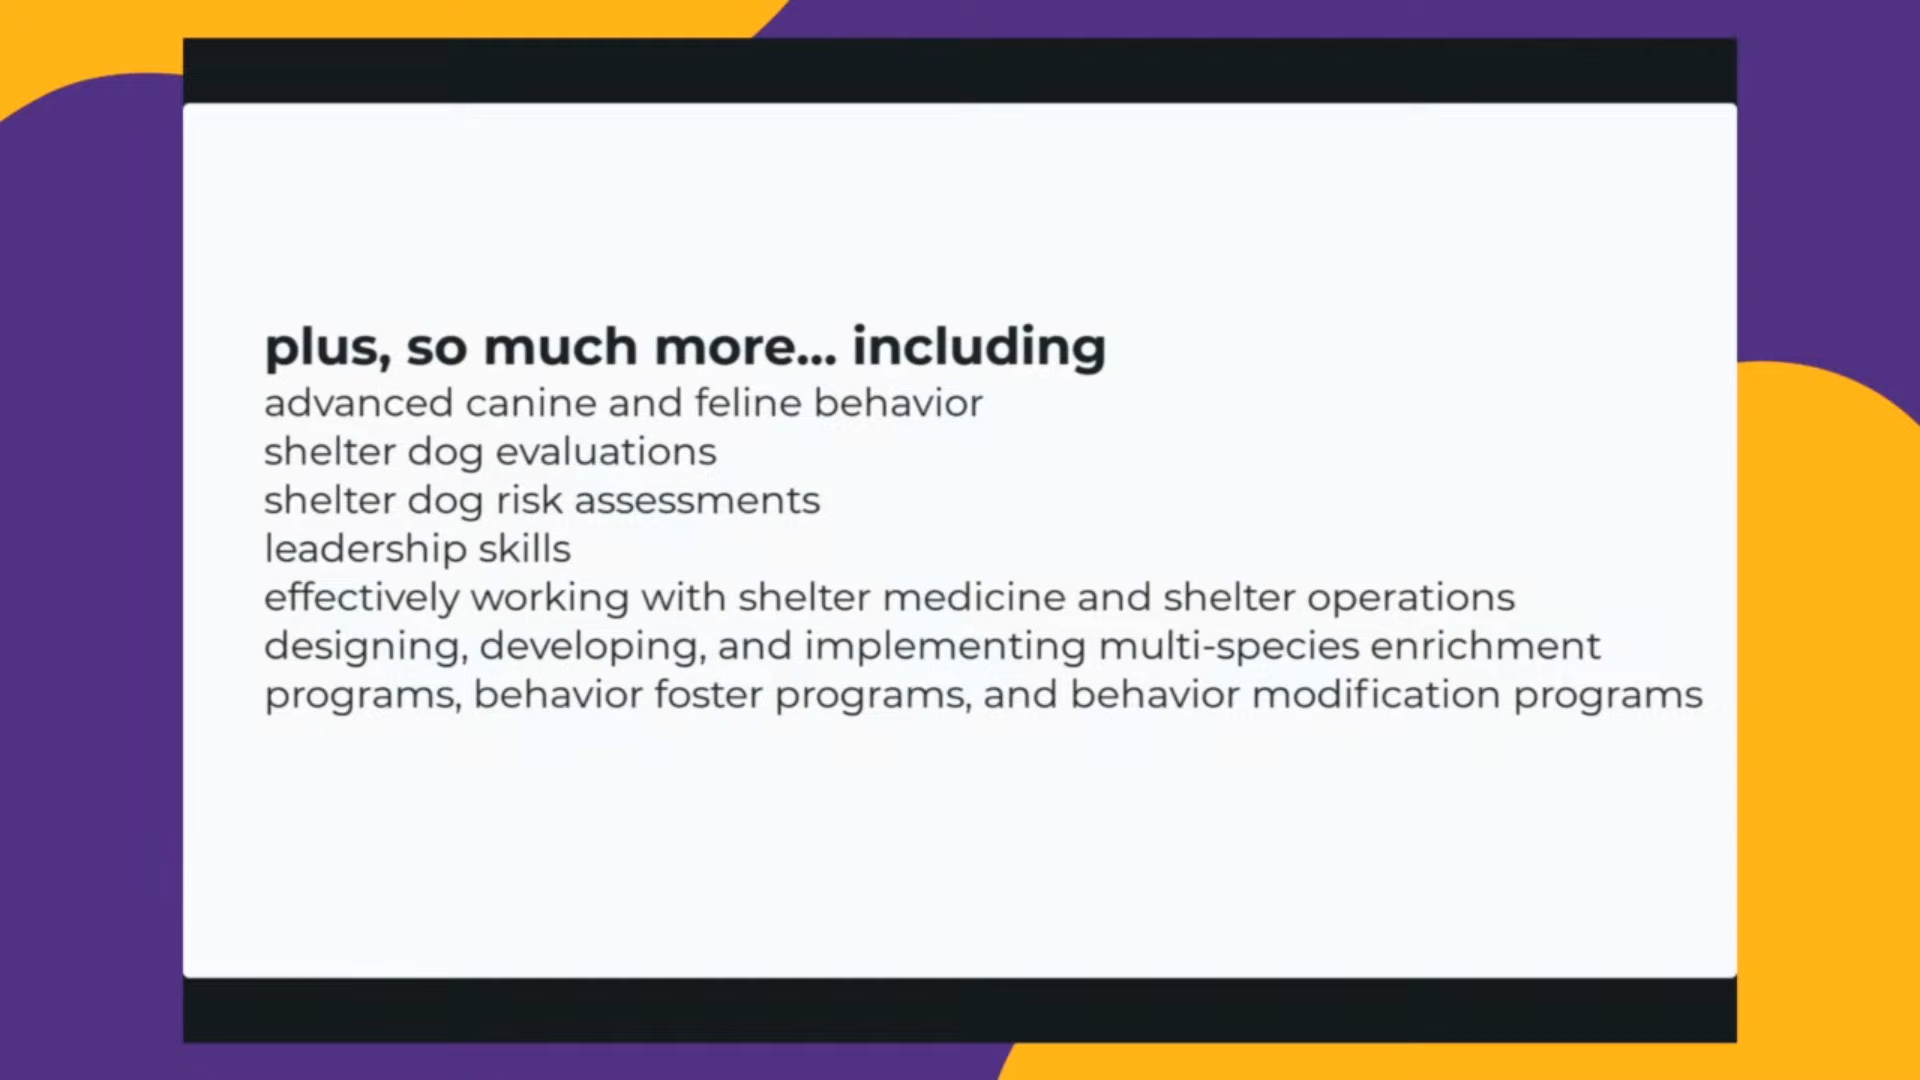 plus, so much more... including
advanced canine and feline behavior
shelter dog evaluations
shelter dog risk assessments
leadership skills
effectively working with shelter medicine and shelter operations
designing, developing, and implementing multi-species enrichment
programs, behavior foster programs, and behavior modification programs